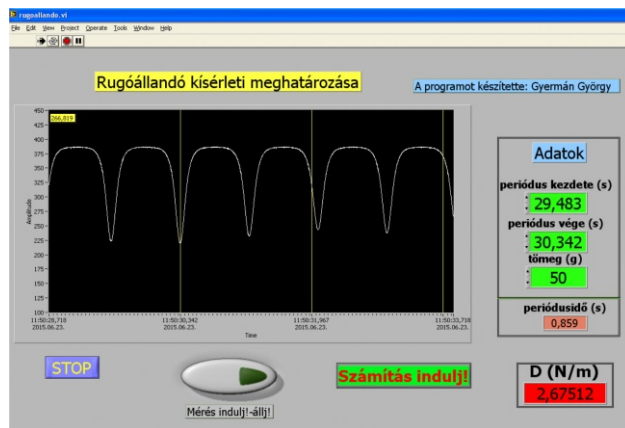 rugoallando.vi
File Edit View Project Operate Tools Window Help
Rugóállandó kísérleti meghatározása
A programot készítette: Gyermán György
450
425
400
375
350
325
300
275
250
225
200
175
150
125
100
Amplitude
266,819
11:50:28,718
2015.06.23.
11:50:30,342
2015.06.23.
11:50:31,967
2015.06.23.
11:50:33,718
2015.06.23.
Time
Adatok
periódus kezdete (s)
29,483
periódus vége (s)
30,342
tömeg (g)
50
periódusidő (s)
0,859
STOP
Mérés indulj!-állj!
Számítás indulj!
D (N/m)
2,67512